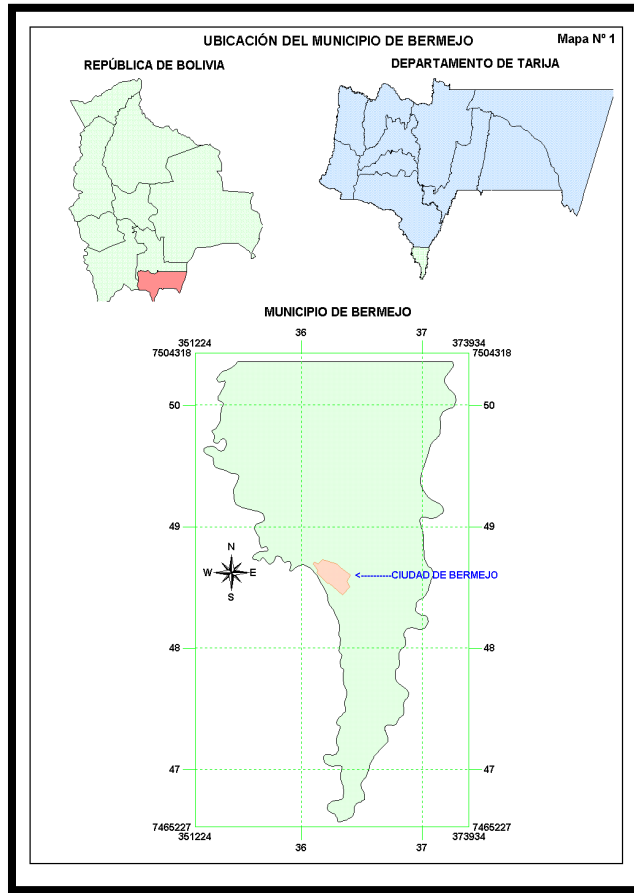 UBICACIÓN DEL MUNICIPIO DE BERMEJO
Mapa Nº 1
REPÚBLICA DE BOLIVIA
DEPARTAMENTO DE TARIJA
MUNICIPIO DE BERMEJO
351224 36 37 373934
7504318 7504318
50 50
49 49
N
W E
S
<---------CIUDAD DE BERMEJO
48 48
47 47
7465227 7465227
351224 36 37 373934